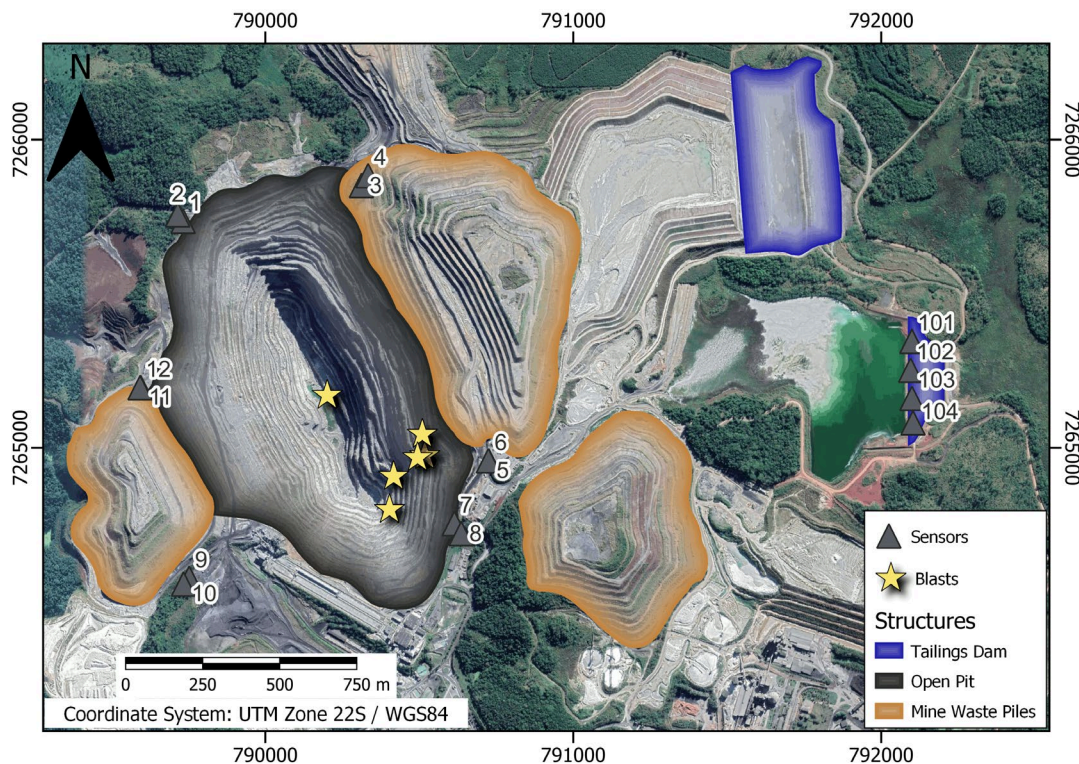 790000 791000 792000
N
7266000
7265000
7266000
7265000
4
3
2 1
101
102
103
104
12
11
6
5
7
8
9
10
Sensors
Blasts
Structures
Tailings Dam
Open Pit
Mine Waste Piles
0 250 500 750 m
Coordinate System: UTM Zone 22S / WGS84
790000 791000 792000